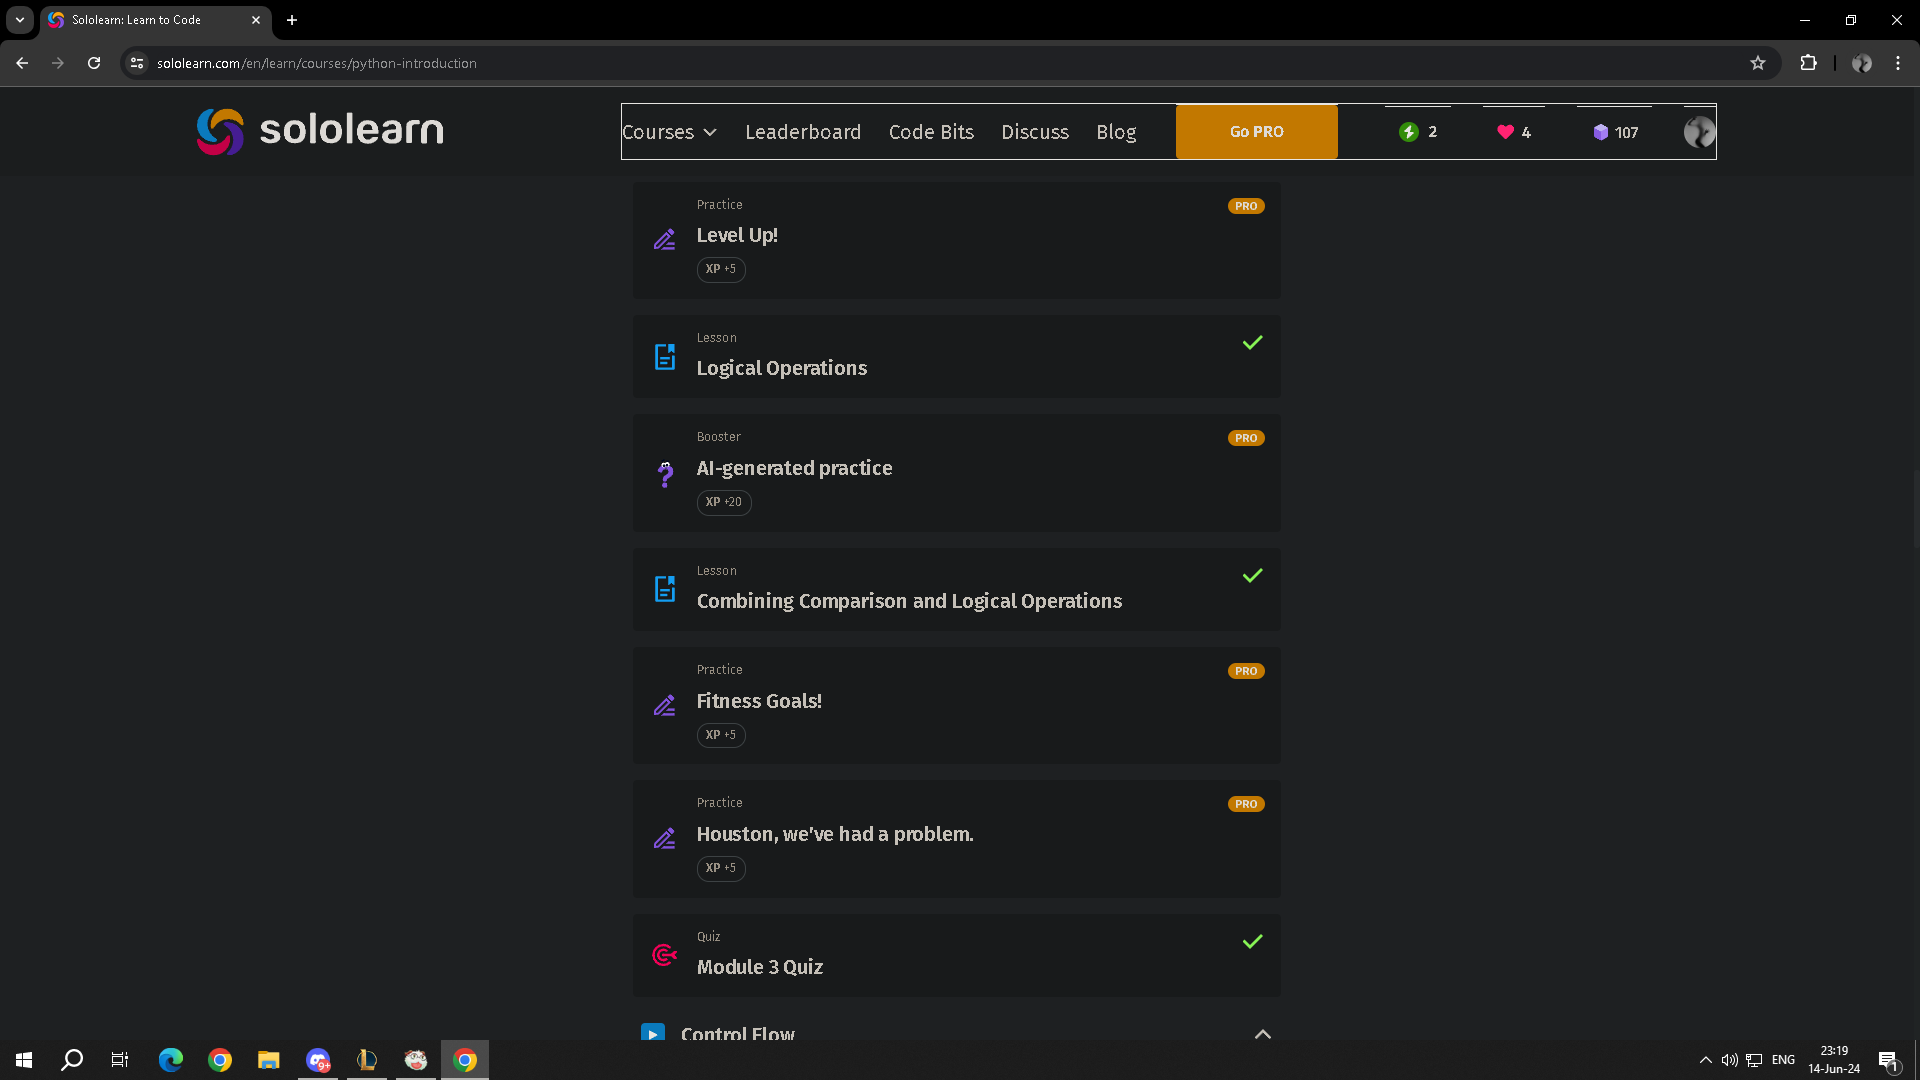 Sololearn: Learn to Code
sololearn.com/en/learn/courses/python-introduction
sololearn
Courses Leaderboard Code Bits Discuss Blog Go PRO 2 4 107
Practice PRO
Level Up!
XP +5
Lesson
Logical Operations
Booster PRO
AI-generated practice
XP +20
Lesson
Combining Comparison and Logical Operations
Practice PRO
Fitness Goals!
XP +5
Practice PRO
Houston, we've had a problem.
XP +5
Quiz
Module 3 Quiz
Control Flow
9+
ENG
23:19
14-Jun-24
1